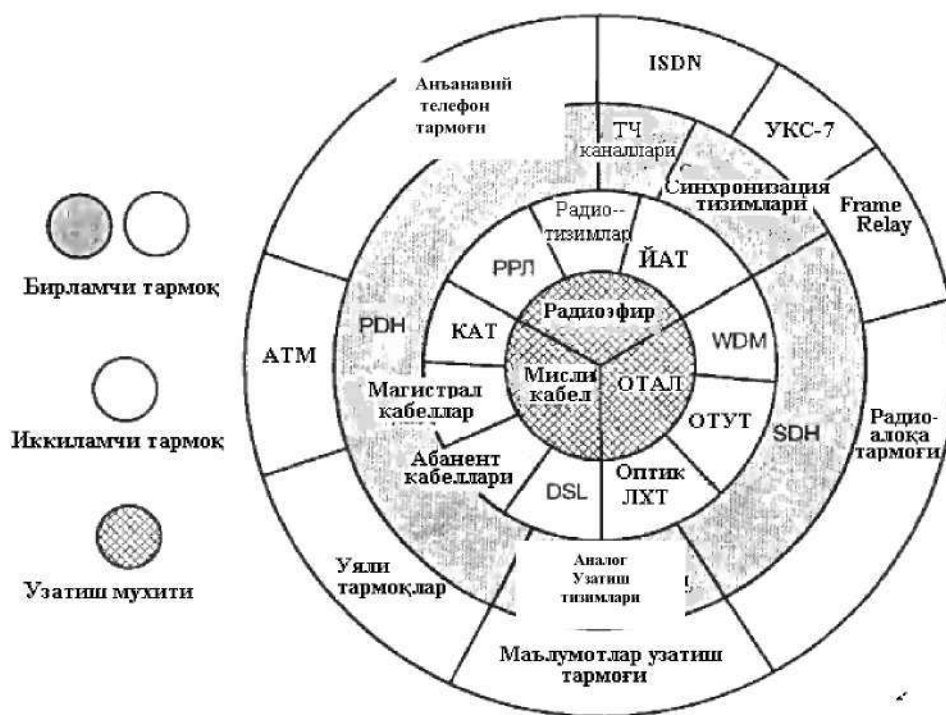 ISDN
Анъанавий
телефон
тармоғи
УКС-7
ТЧ
каналлари
Синхронизация
тизимлари
Frame
Relay
Радио--
тизимлар
ЙАТ
РРЛ
Бирламчи тармоқ
Радиоэфир
PDH
КАТ
WDM
АТМ
Мисли
кабел
ОТАЛ
Магистрал
кабеллар
ОТУТ
SDH
Радио-
алоқа
тармоғи
Иккиламчи тармоқ
Абанент
кабеллари
DSL
Оптик
ЛХТ
Узатиш мухити
Уяли
тармоқлар
Аналог
Узатиш
тизимлари
Маълумотлар узатиш
тармоғи